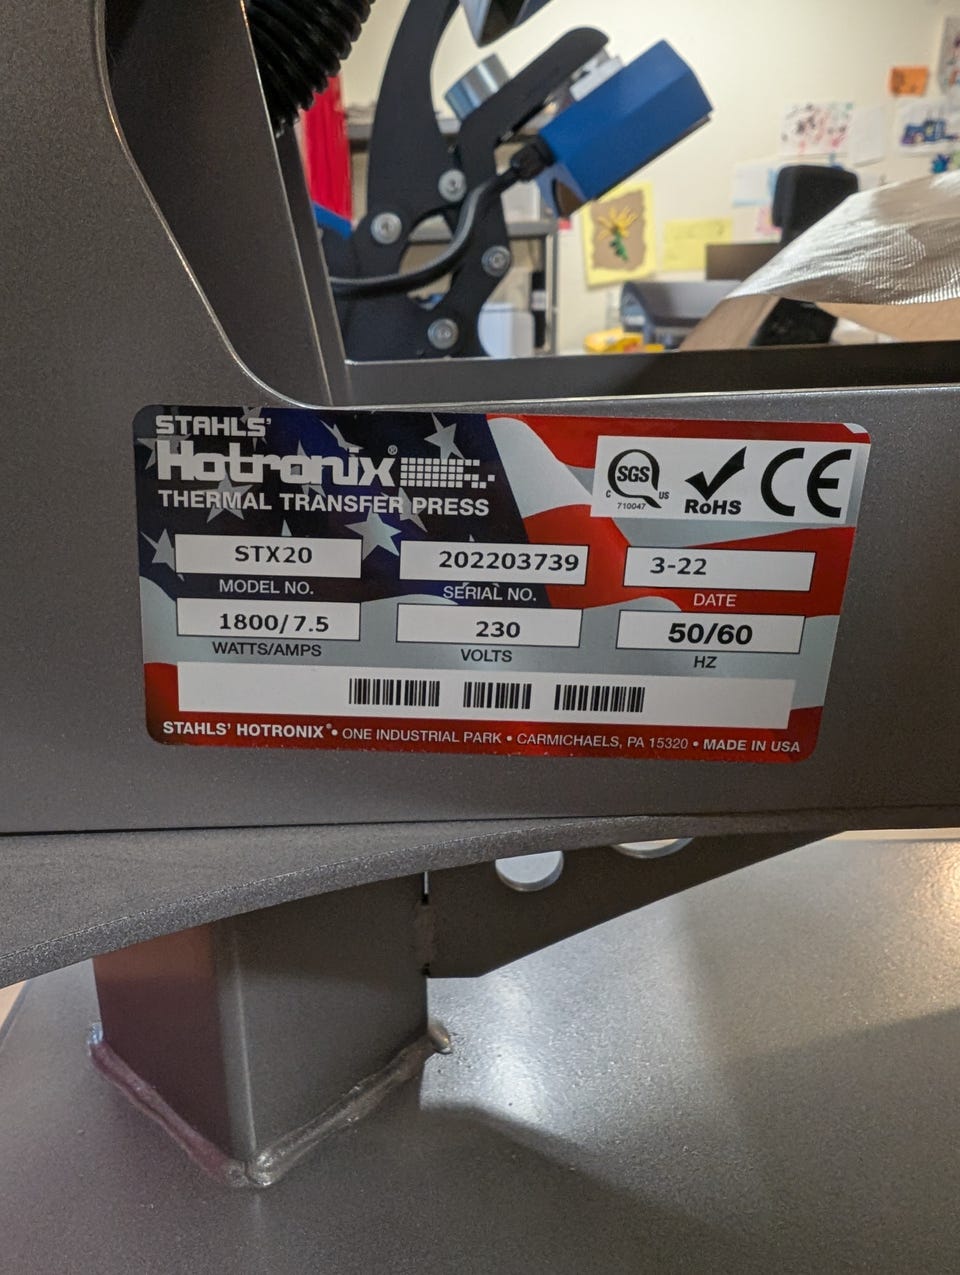 STAHLS'
Hotronix®
THERMAL TRANSFER PRESS
SGS
C US
710047
RoHS
CE
STX20
MODEL NO.
202203739
SERIAL NO.
3-22
DATE
1800/7.5
WATTS/AMPS
230
VOLTS
50/60
HZ
STAHLS' HOTRONIX® • ONE INDUSTRIAL PARK • CARMICHAELS, PA 15320 • MADE IN USA